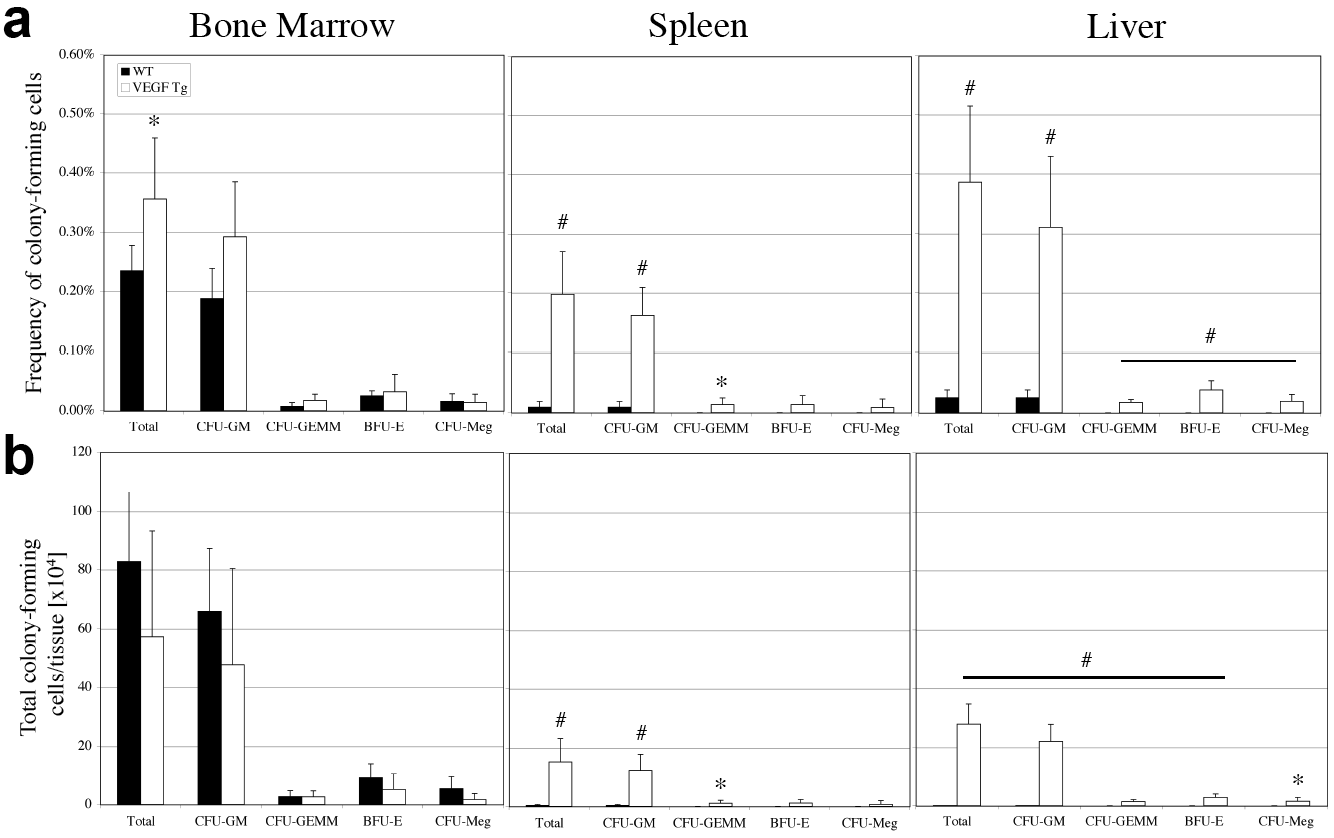 a
Bone Marrow Spleen Liver
Frequency of colony-forming cells
0.60%
0.50%
0.40%
0.30%
0.20%
0.10%
0.00%
WT
VEGF Tg
*
# # *
# # #
Total CFU-GM CFU-GEMM BFU-E CFU-Meg
Total CFU-GM CFU-GEMM BFU-E CFU-Meg
Total CFU-GM CFU-GEMM BFU-E CFU-Meg
b
Total colony-forming
cells/tissue [x10⁴]
120
100
80
60
40
20
0
# # *
# *
Total CFU-GM CFU-GEMM BFU-E CFU-Meg
Total CFU-GM CFU-GEMM BFU-E CFU-Meg
Total CFU-GM CFU-GEMM BFU-E CFU-Meg